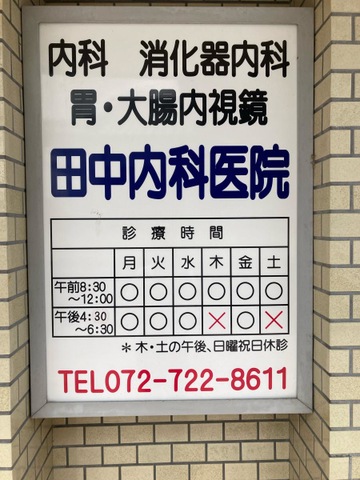 内科　消化器内科
胃・大腸内視鏡
田中内科医院
診療時間
月 火 水 木 金 土
午前8:30～12:00 ○ ○ ○ ○ ○ ○
午後4:30～6:30 ○ ○ ○ × ○ ×
＊木・土の午後、日曜祝日休診
TEL072-722-8611